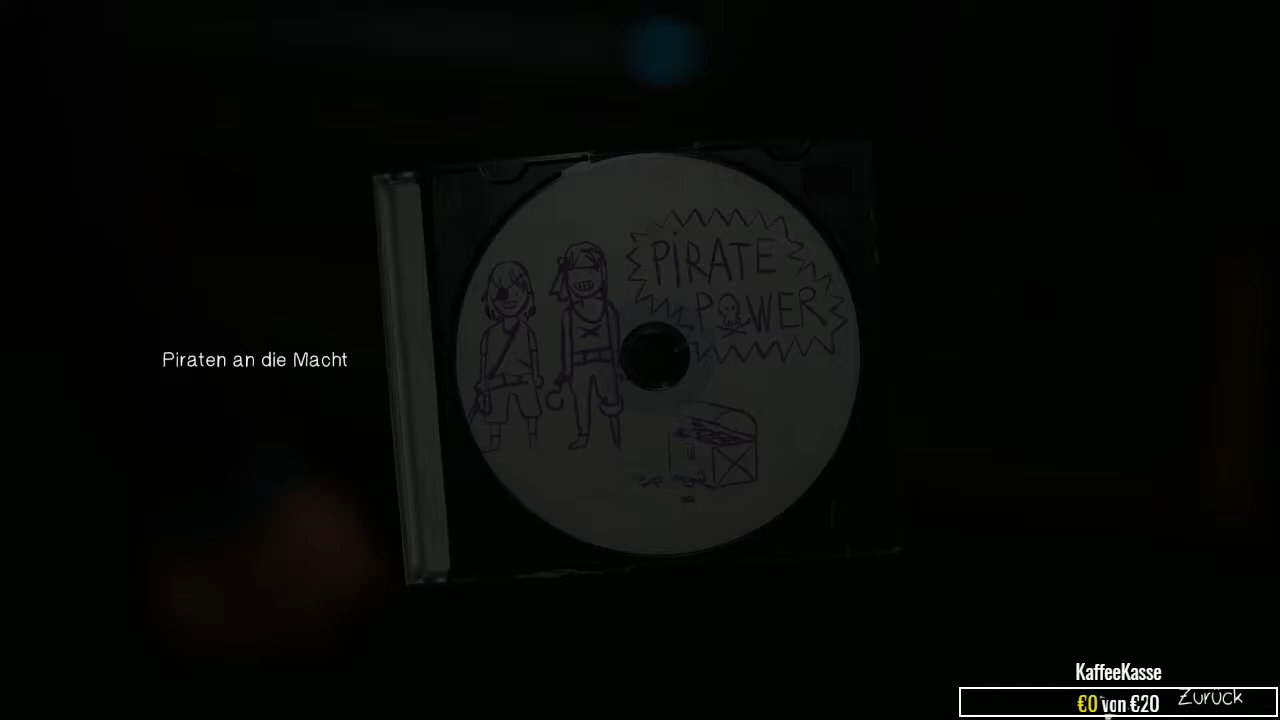 PIRATE
POWER
Piraten an die Macht
KaffeeKasse
€0 von €20
Zurück